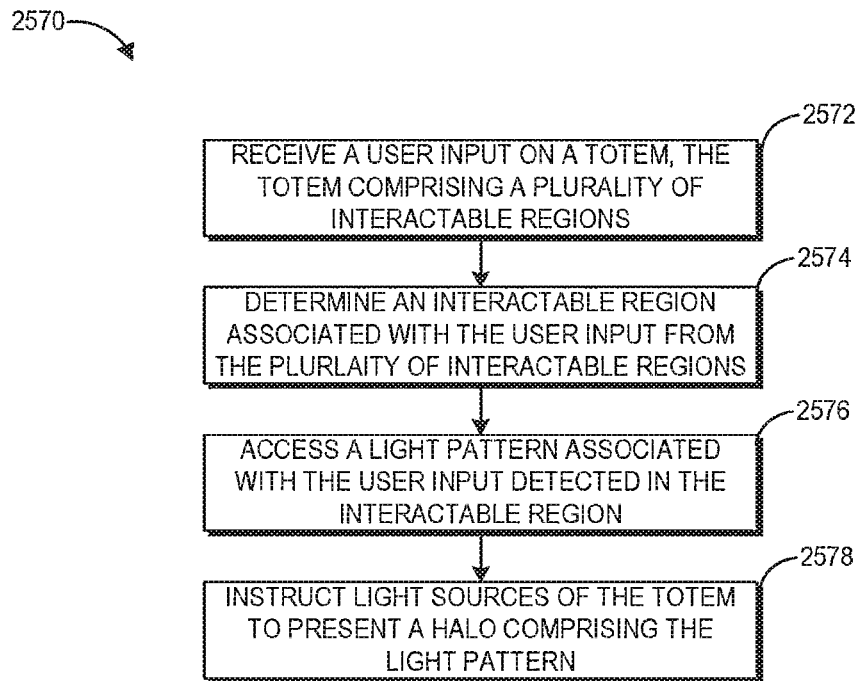 2570
2572
RECEIVE A USER INPUT ON A TOTEM, THE
TOTEM COMPRISING A PLURALITY OF
INTERACTABLE REGIONS
2574
DETERMINE AN INTERACTABLE REGION
ASSOCIATED WITH THE USER INPUT FROM
THE PLURLAITY OF INTERACTABLE REGIONS
2576
ACCESS A LIGHT PATTERN ASSOCIATED
WITH THE USER INPUT DETECTED IN THE
INTERACTABLE REGION
2578
INSTRUCT LIGHT SOURCES OF THE TOTEM
TO PRESENT A HALO COMPRISING THE
LIGHT PATTERN